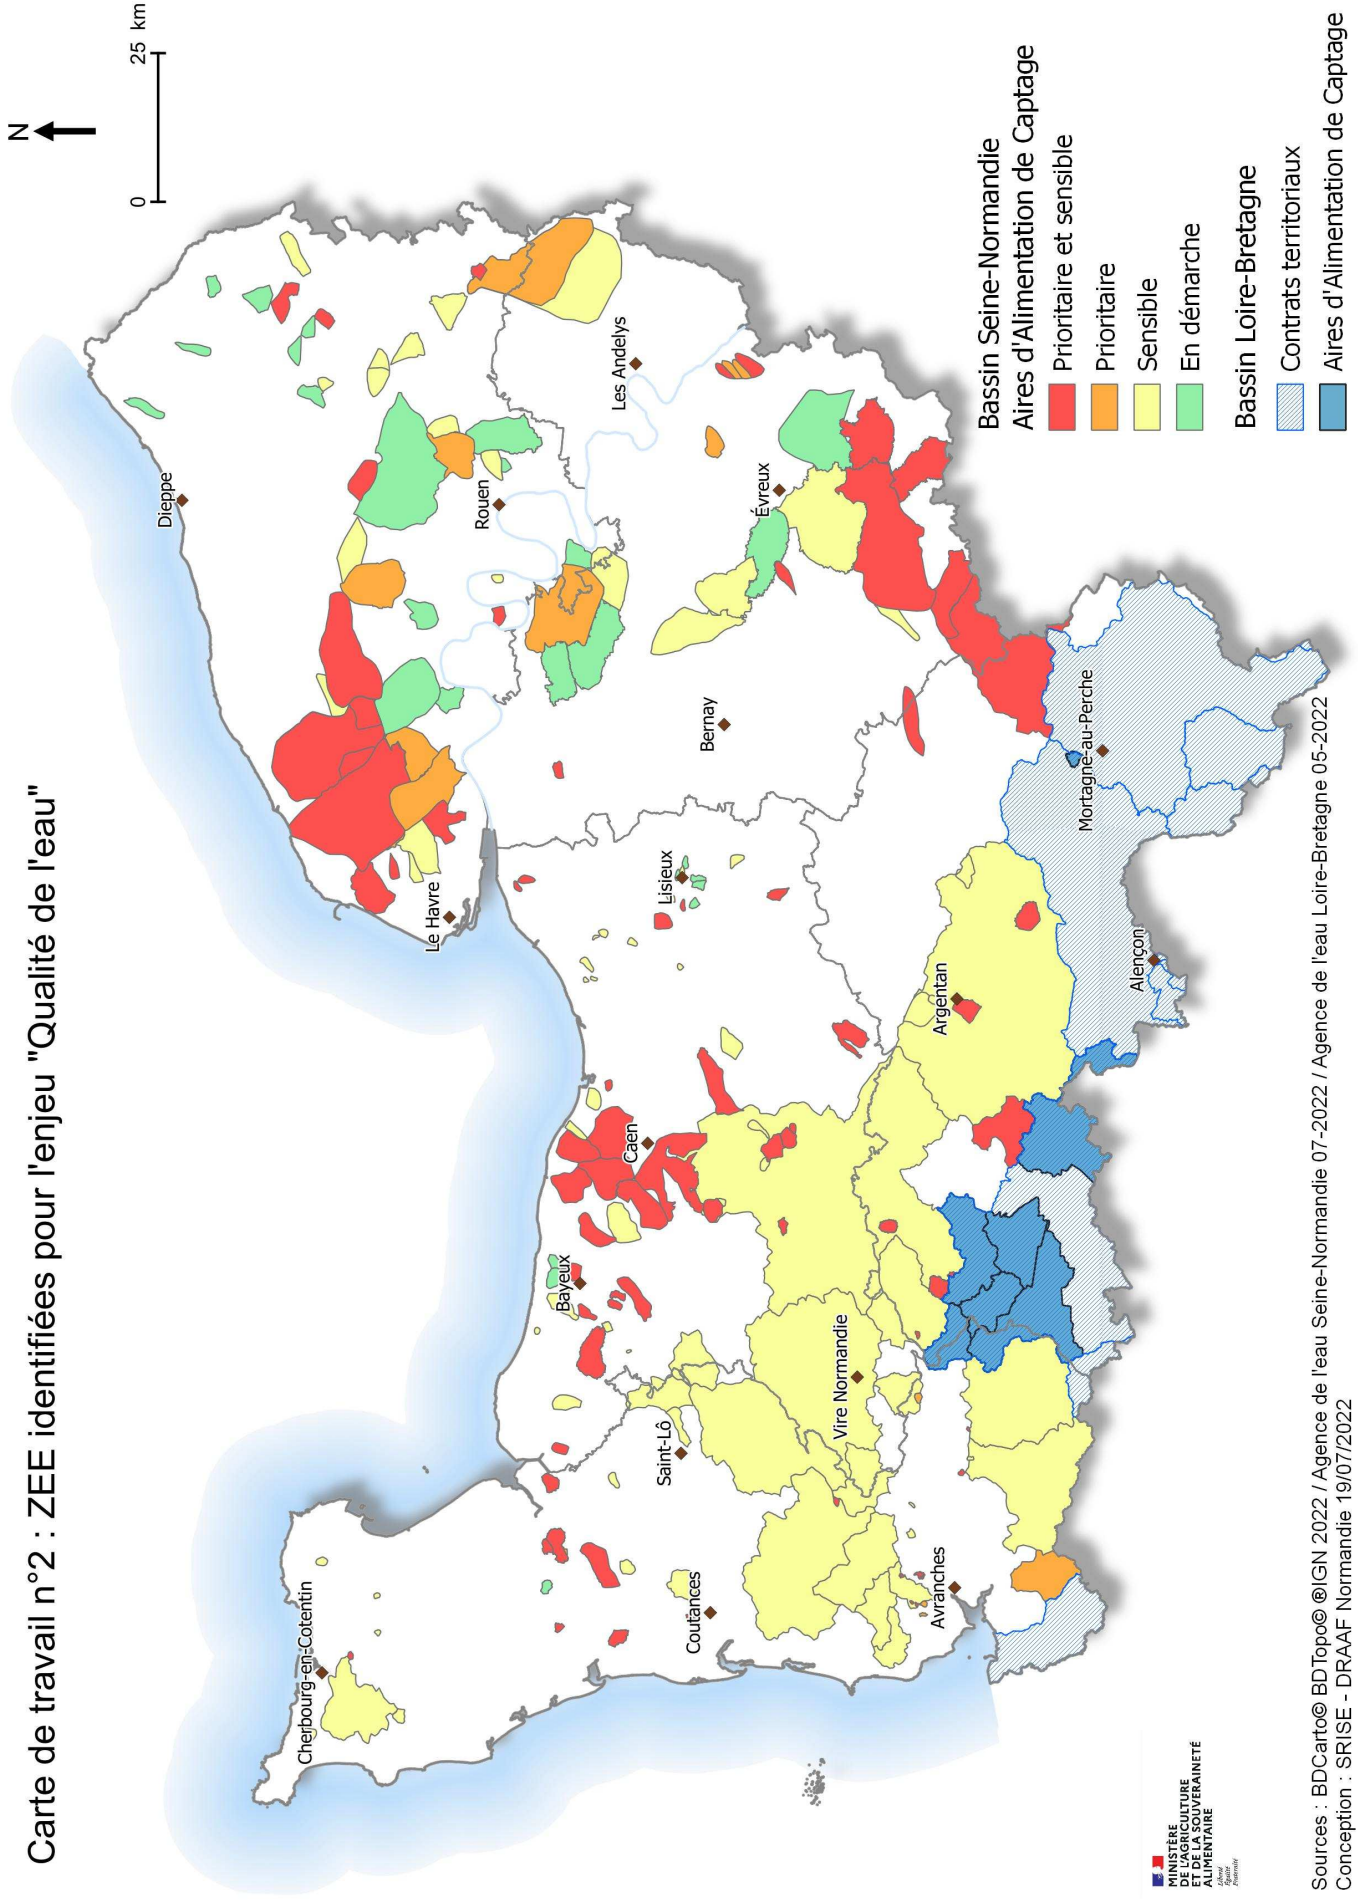 Carte de travail n°2 : ZEE identifiées pour l'enjeu "Qualité de l'eau"
N
0 25 km
Dieppe
Cherbourg-en-Cotentin
Le Havre
Rouen
Les Andelys
Bayeux
Caen
Lisieux
Bernay
Évreux
Saint-Lô
Coutances
Vire Normandie
Argentan
Avranches
Mortagne-au-Perche
Alençon
Bassin Seine-Normandie
Aires d'Alimentation de Captage
Prioritaire et sensible
Prioritaire
Sensible
En démarche
Bassin Loire-Bretagne
Contrats territoriaux
Aires d'Alimentation de Captage
MINISTÈRE
DE L'AGRICULTURE
ET DE LA SOUVERAINETÉ
ALIMENTAIRE
Liberté
Égalité
Fraternité
Sources : BDCarto© BDTopo© ®IGN 2022 / Agence de l'eau Seine-Normandie 07-2022 / Agence de l'eau Loire-Bretagne 05-2022
Conception : SRISE - DRAAF Normandie 19/07/2022